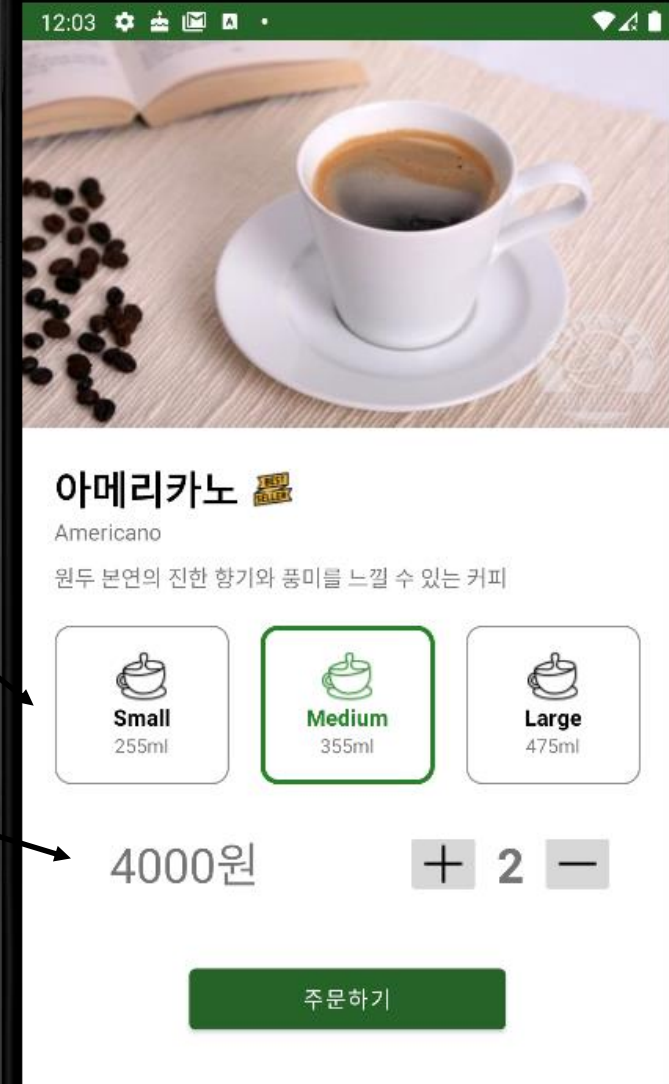 12:03
아메리카노 BEST SELLER
Americano
원두 본연의 진한 향기와 풍미를 느낄 수 있는 커피
Small Medium Large
255ml 355ml 475ml
4000원 + 2 −
주문하기